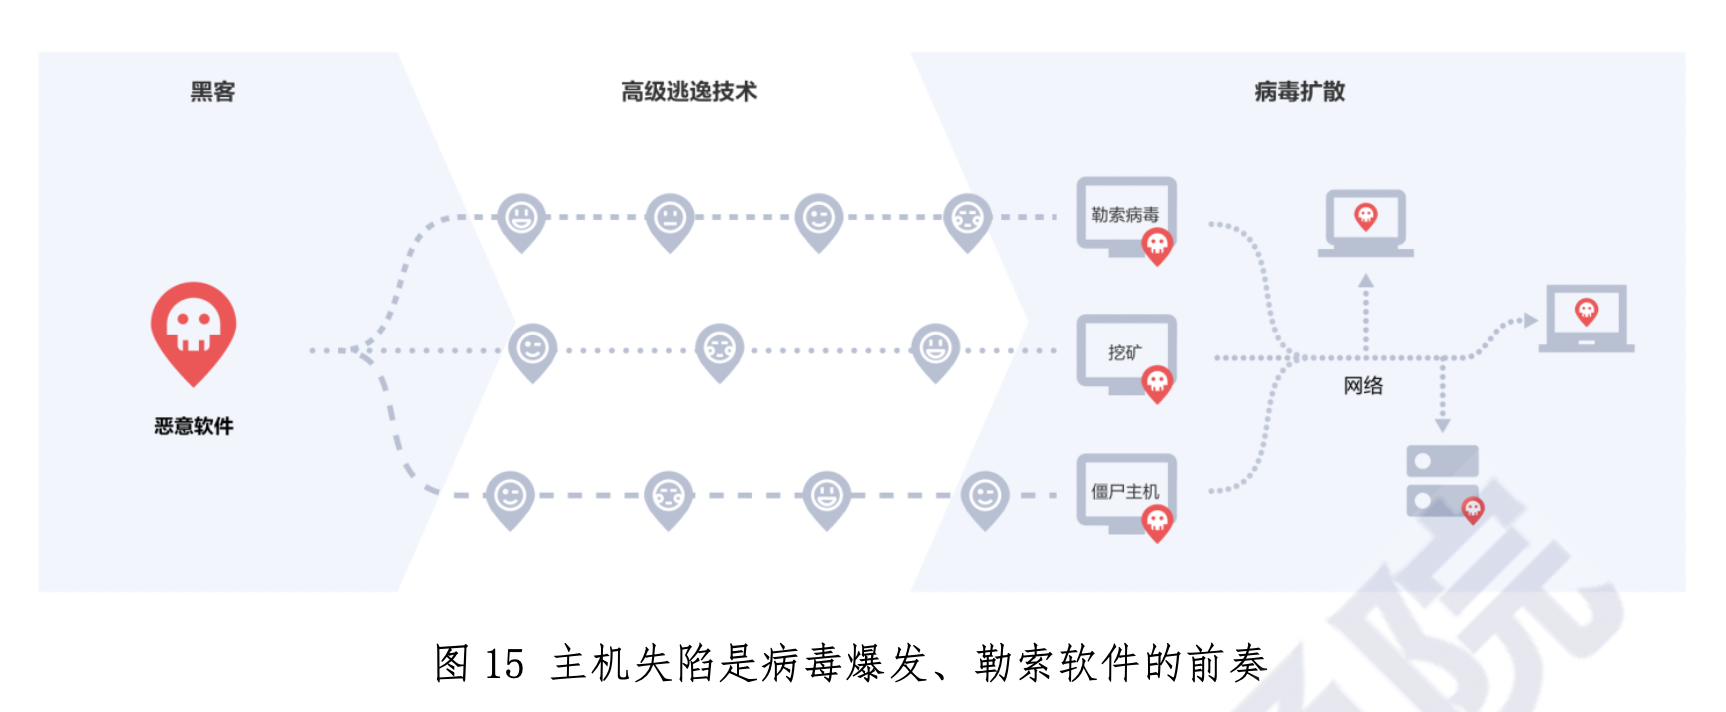 黑客
高级逃逸技术
病毒扩散
勒索病毒
挖矿
网络
恶意软件
僵尸主机
图 15 主机失陷是病毒爆发、勒索软件的前奏
院